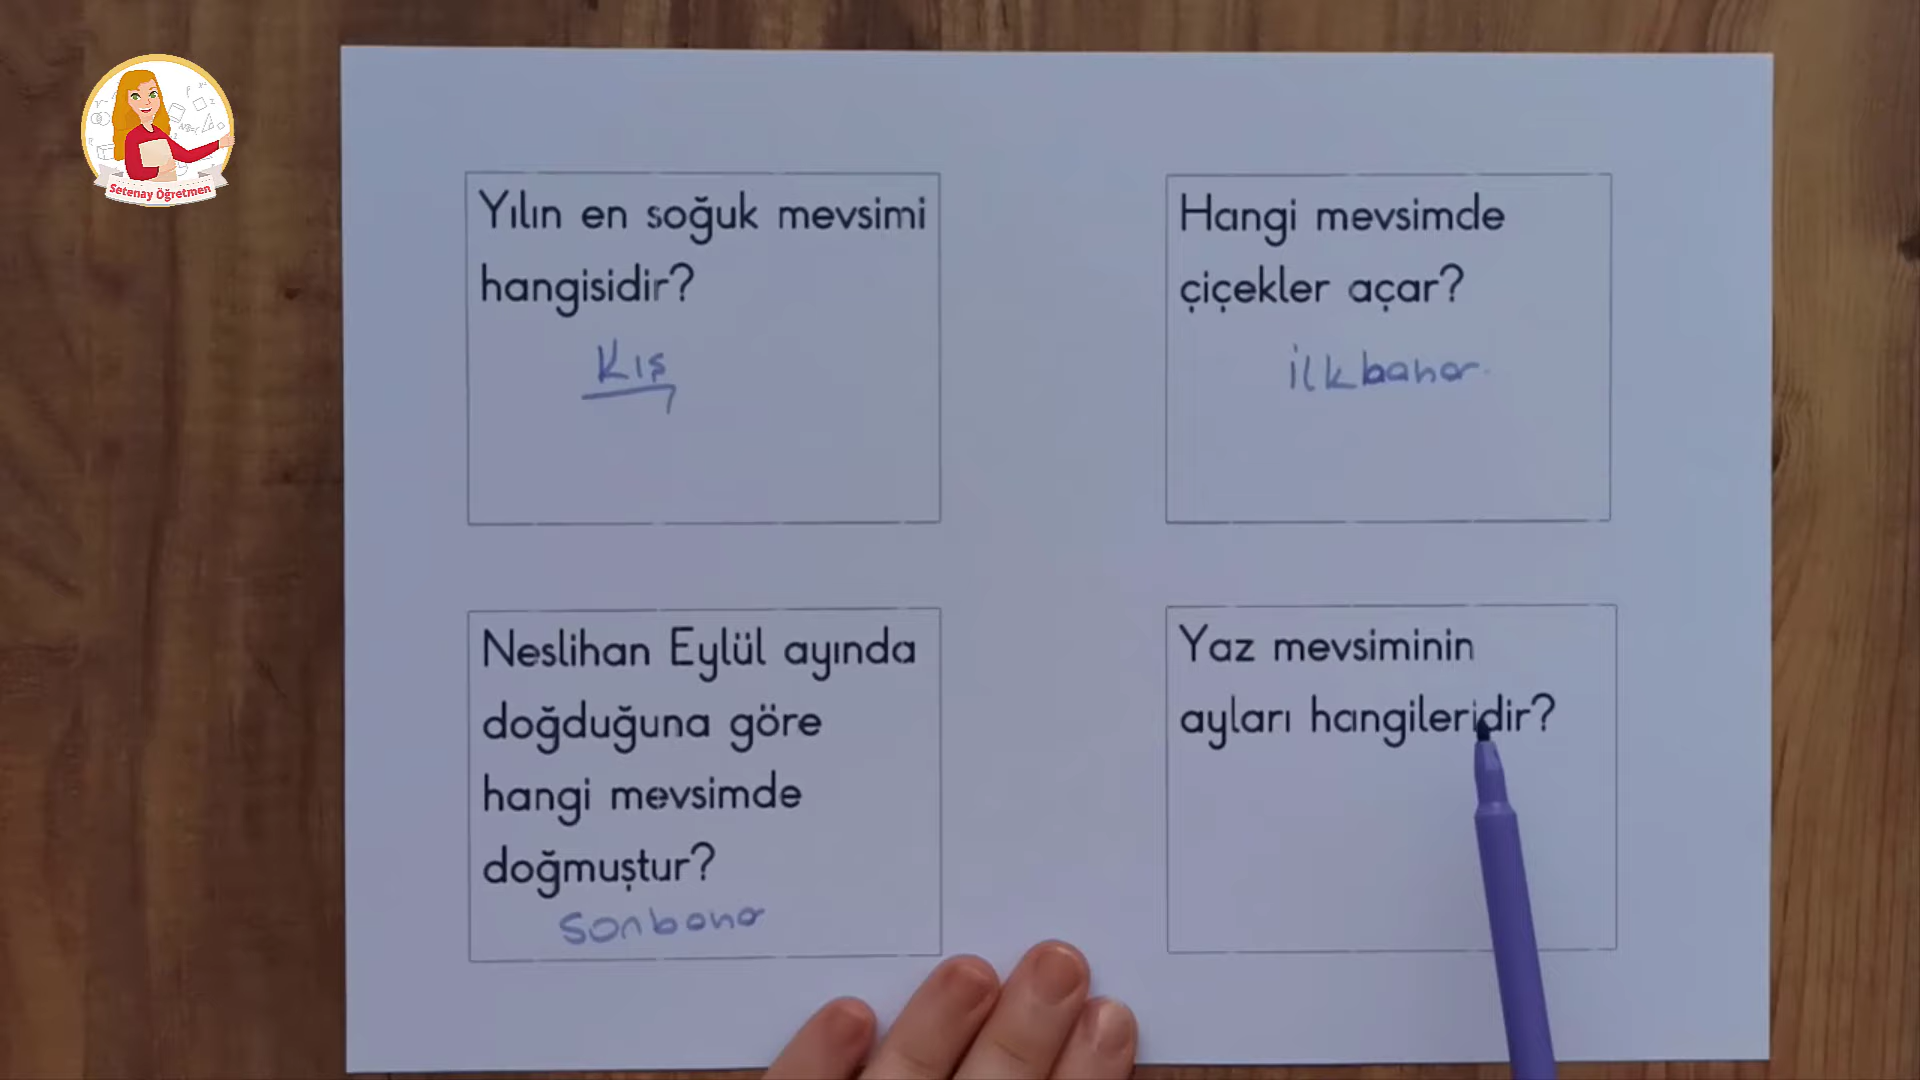 Setenay Öğretmen
Yılın en soğuk mevsimi
hangisidir?
Kış
Hangi mevsimde
çiçekler açar?
ilkbahar
Neslihan Eylül ayında
doğduğuna göre
hangi mevsimde
doğmuştur?
sonbahar
Yaz mevsiminin
ayları hangileridir?